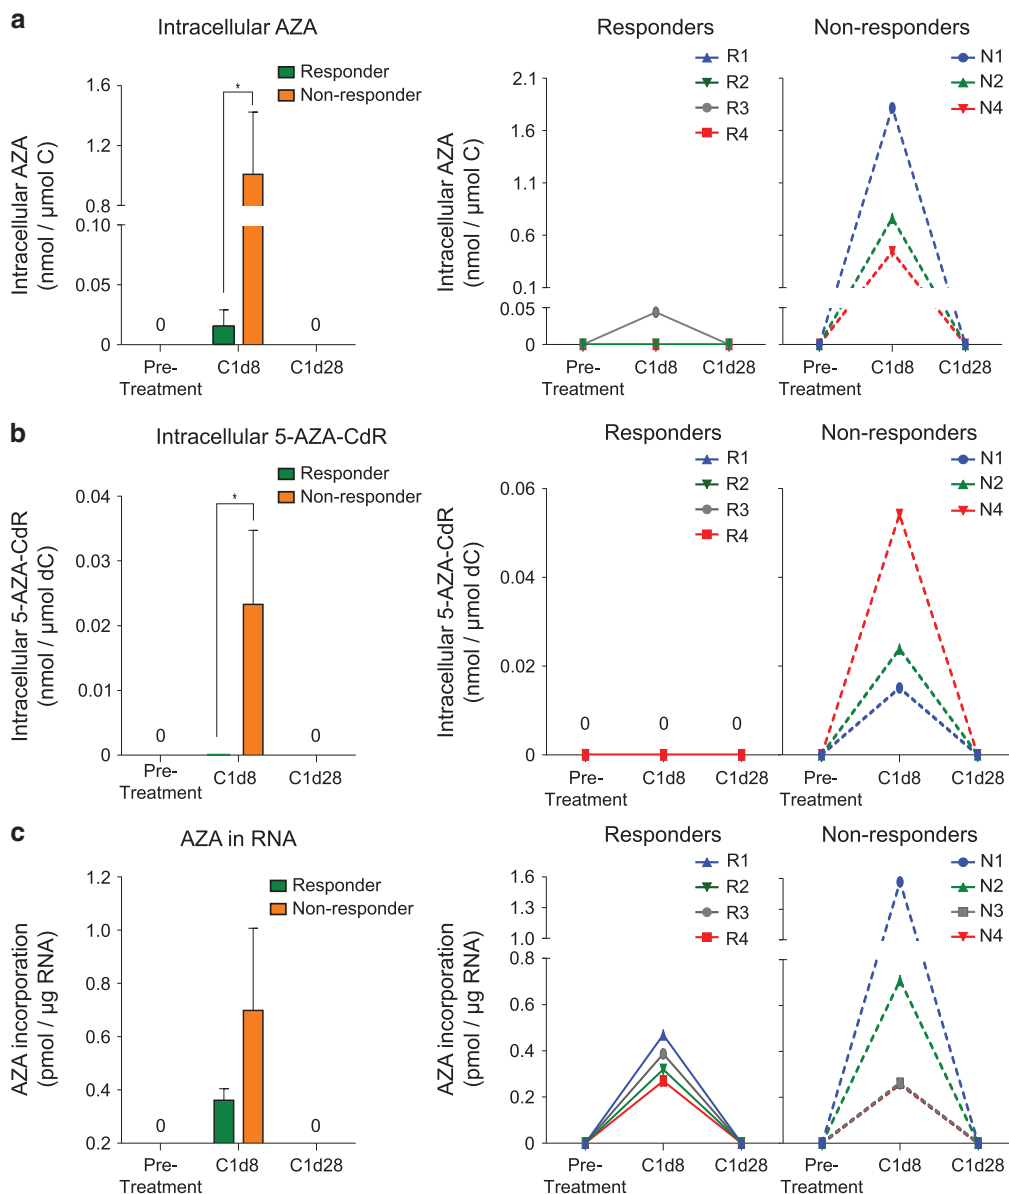 a
Intracellular AZA
Responder
Non-responder
*
1.6
1.2
0.8
0.10
0.05
0
Intracellular AZA
(nmol / µmol C)
0
0
Pre-
Treatment
C1d8
C1d28
Responders
R1
R2
R3
R4
Non-responders
N1
N2
N4
2.1
1.6
1.1
0.6
0.1
0.05
0
Intracellular AZA
(nmol / µmol C)
Pre-
Treatment
C1d8
C1d28
Pre-
Treatment
C1d8
C1d28
b
Intracellular 5-AZA-CdR
Responder
Non-responder
*
0.04
0.03
0.02
0.01
0
Intracellular 5-AZA-CdR
(nmol / µmol dC)
0
0
Pre-
Treatment
C1d8
C1d28
Responders
R1
R2
R3
R4
Non-responders
N1
N2
N4
0.06
0.04
0.02
0
Intracellular 5-AZA-CdR
(nmol / µmol dC)
0
0
0
Pre-
Treatment
C1d8
C1d28
Pre-
Treatment
C1d8
C1d28
c
AZA in RNA
Responder
Non-responder
1.2
1.0
0.8
0.6
0.4
0.2
AZA incorporation
(pmol / µg RNA)
0
0
Pre-
Treatment
C1d8
C1d28
Responders
R1
R2
R3
R4
Non-responders
N1
N2
N3
N4
1.6
1.3
1.0
0.8
0.6
0.4
0.2
0
AZA incorporation
(pmol / µg RNA)
Pre-
Treatment
C1d8
C1d28
Pre-
Treatment
C1d8
C1d28